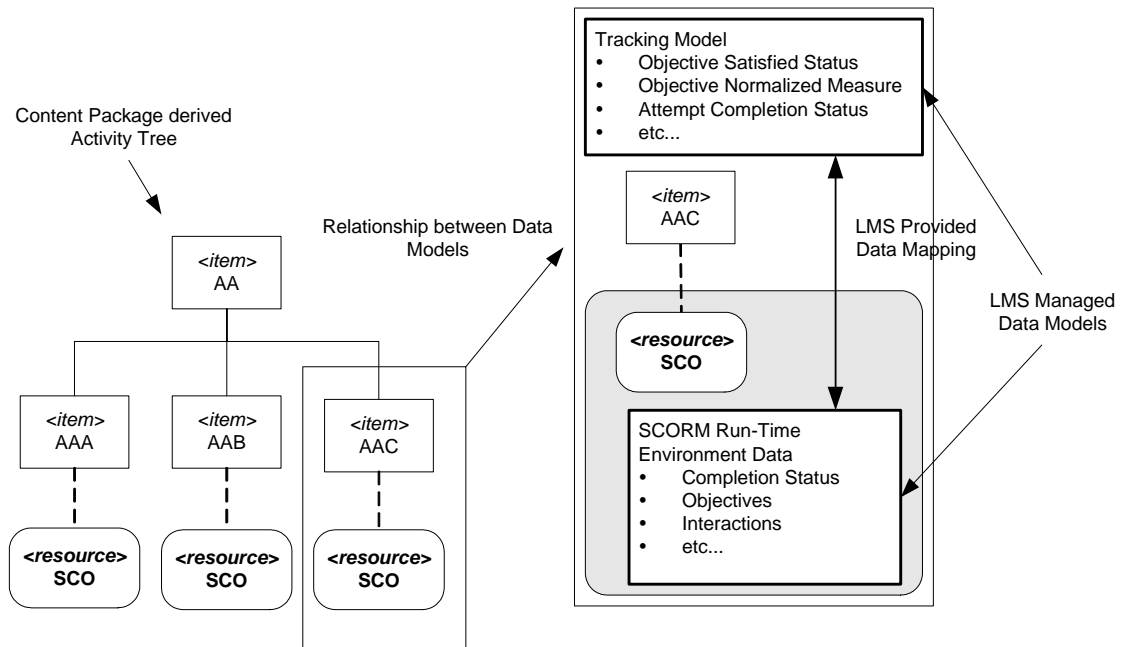 Content Package derived
Activity Tree
<item>
AA
<item>
AAA
<item>
AAB
<item>
AAC
<resource>
SCO
<resource>
SCO
<resource>
SCO
Relationship between Data
Models
Tracking Model
• Objective Satisfied Status
• Objective Normalized Measure
• Attempt Completion Status
• etc...
<item>
AAC
LMS Provided
Data Mapping
<resource>
SCO
SCORM Run-Time
Environment Data
• Completion Status
• Objectives
• Interactions
• etc...
LMS Managed
Data Models